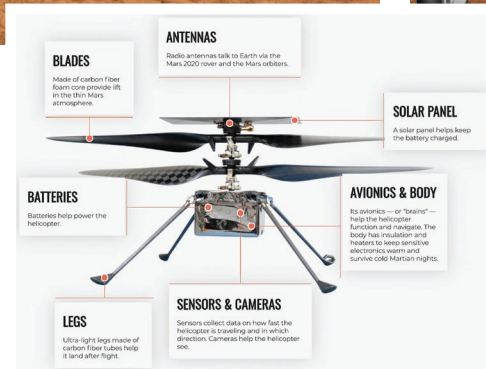 ANTENNAS
Radio antennas talk to Earth via the
Mars 2020 rover and the Mars orbiters.
BLADES
Made of carbon fiber
foam core provide lift
in the thin Mars
atmosphere.
SOLAR PANEL
A solar panel helps keep
the battery charged.
BATTERIES
Batteries help power the
helicopter.
AVIONICS & BODY
Its avionics — or "brains" —
help the helicopter
function and navigate. The
body has insulation and
heaters to keep sensitive
electronics warm and
survive cold Martian nights.
SENSORS & CAMERAS
Sensors collect data on how fast the
helicopter is traveling and in which
direction. Cameras help the helicopter
see.
LEGS
Ultra-light legs made of
carbon fiber tubes help
it land after flight.